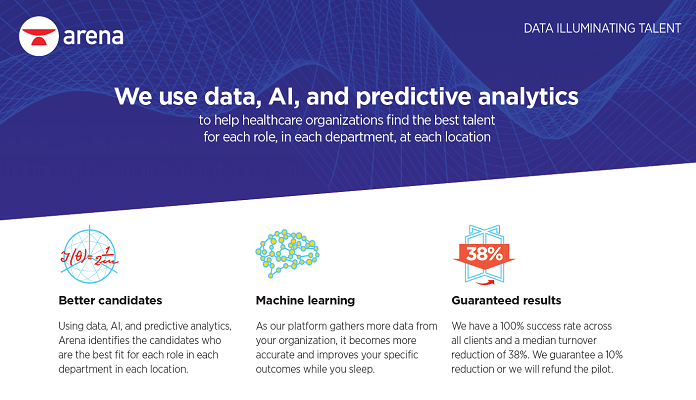 arena
DATA ILLUMINATING TALENT
We use data, AI, and predictive analytics
to help healthcare organizations find the best talent
for each role, in each department, at each location
38%
Better candidates
Using data, AI, and predictive analytics,
Arena identifies the candidates who
are the best fit for each role in each
department in each location.
Machine learning
As our platform gathers more data from
your organization, it becomes more
accurate and improves your specific
outcomes while you sleep.
Guaranteed results
We have a 100% success rate across
all clients and a median turnover
reduction of 38%. We guarantee a 10%
reduction or we will refund the pilot.